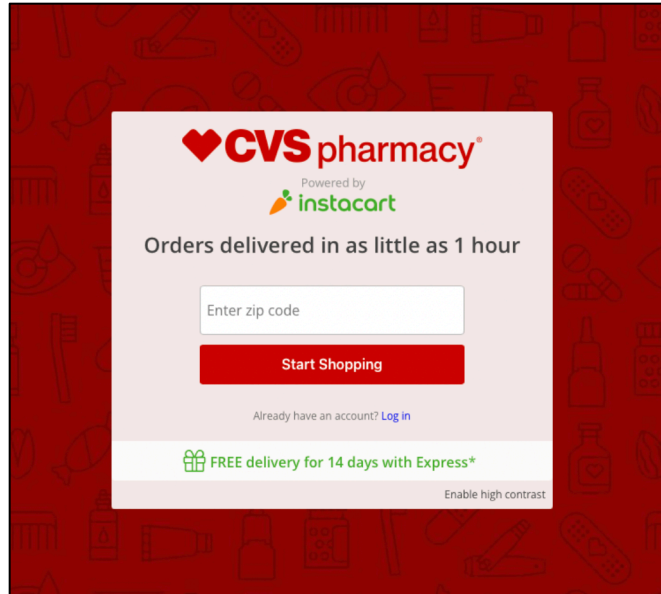 CVS pharmacy®
Powered by
instacart
Orders delivered in as little as 1 hour
Enter zip code
Start Shopping
Already have an account? Log in
FREE delivery for 14 days with Express*
Enable high contrast